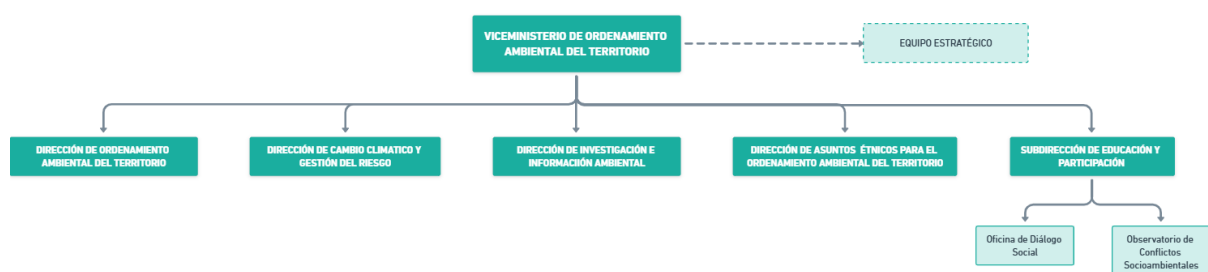 VICEMINISTERIO DE ORDENAMIENTO
AMBIENTAL DEL TERRITORIO
EQUIPO ESTRATÉGICO
DIRECCIÓN DE ORDENAMIENTO
AMBIENTAL DEL TERRITORIO
DIRECCIÓN DE CAMBIO CLIMATICO Y
GESTIÓN DEL RIESGO
DIRECCIÓN DE INVESTIGACIÓN E
INFORMACIIÓN AMBIENTAL
DIRECCIÓN DE ASUNTOS ÉTNICOS PARA EL
ORDENAMIENTO AMBIENTAL DEL TERRITORIO
SUBDIRECCIÓN DE EDUCACIÓN Y
PARTICIPACIÓN
Oficina de Diálogo
Social
Observatorio de
Conflictos
Socioambientales